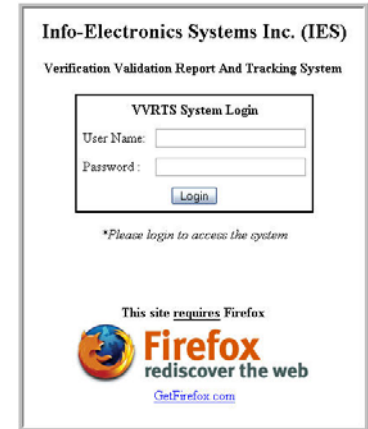 Info-Electronics Systems Inc. (IES)
Verification Validation Report And Tracking System
VVRTS System Login
User Name:
Password :
Login
*Please login to access the system
This site requires Firefox
Firefox
rediscover the web
GetFirefox.com